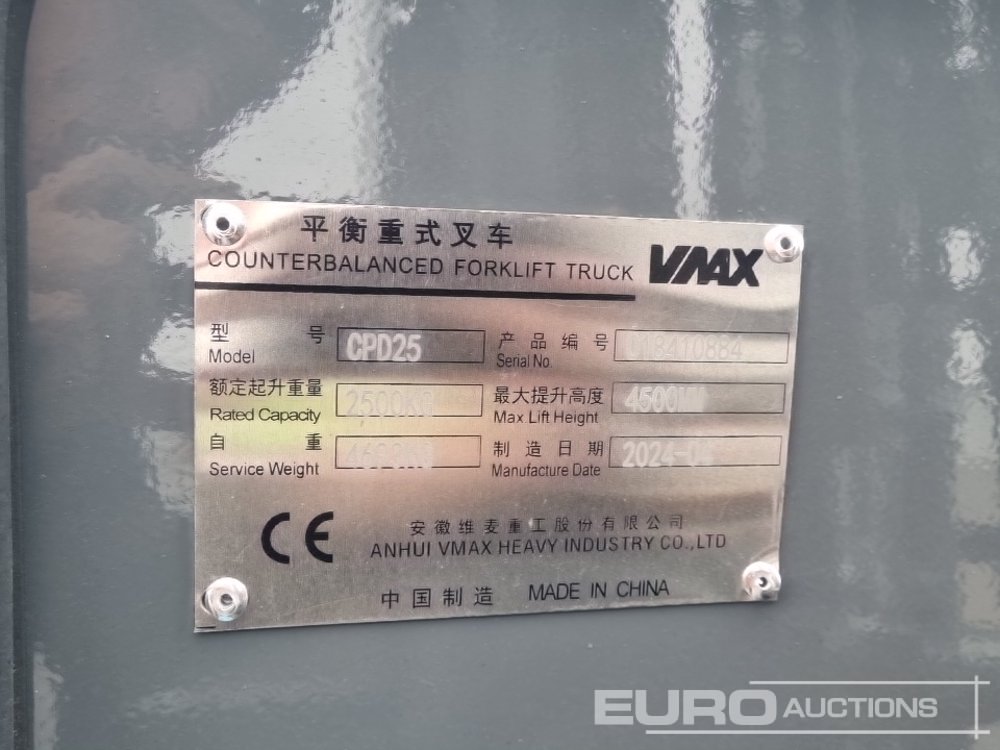 平衡重式叉车
COUNTERBALANCED FORKLIFT TRUCK VMAX
型号 CPD25 产品编号
Model Serial No.
额定起升重量 2500KG 最大提升高度 4500MM
Rated Capacity Max Lift Height
自重 制造日期
Service Weight Manufacture Date
CE
安徽维麦重工股份有限公司
ANHUI VMAX HEAVY INDUSTRY CO.,LTD
中国制造 MADE IN CHINA
EURO AUCTIONS